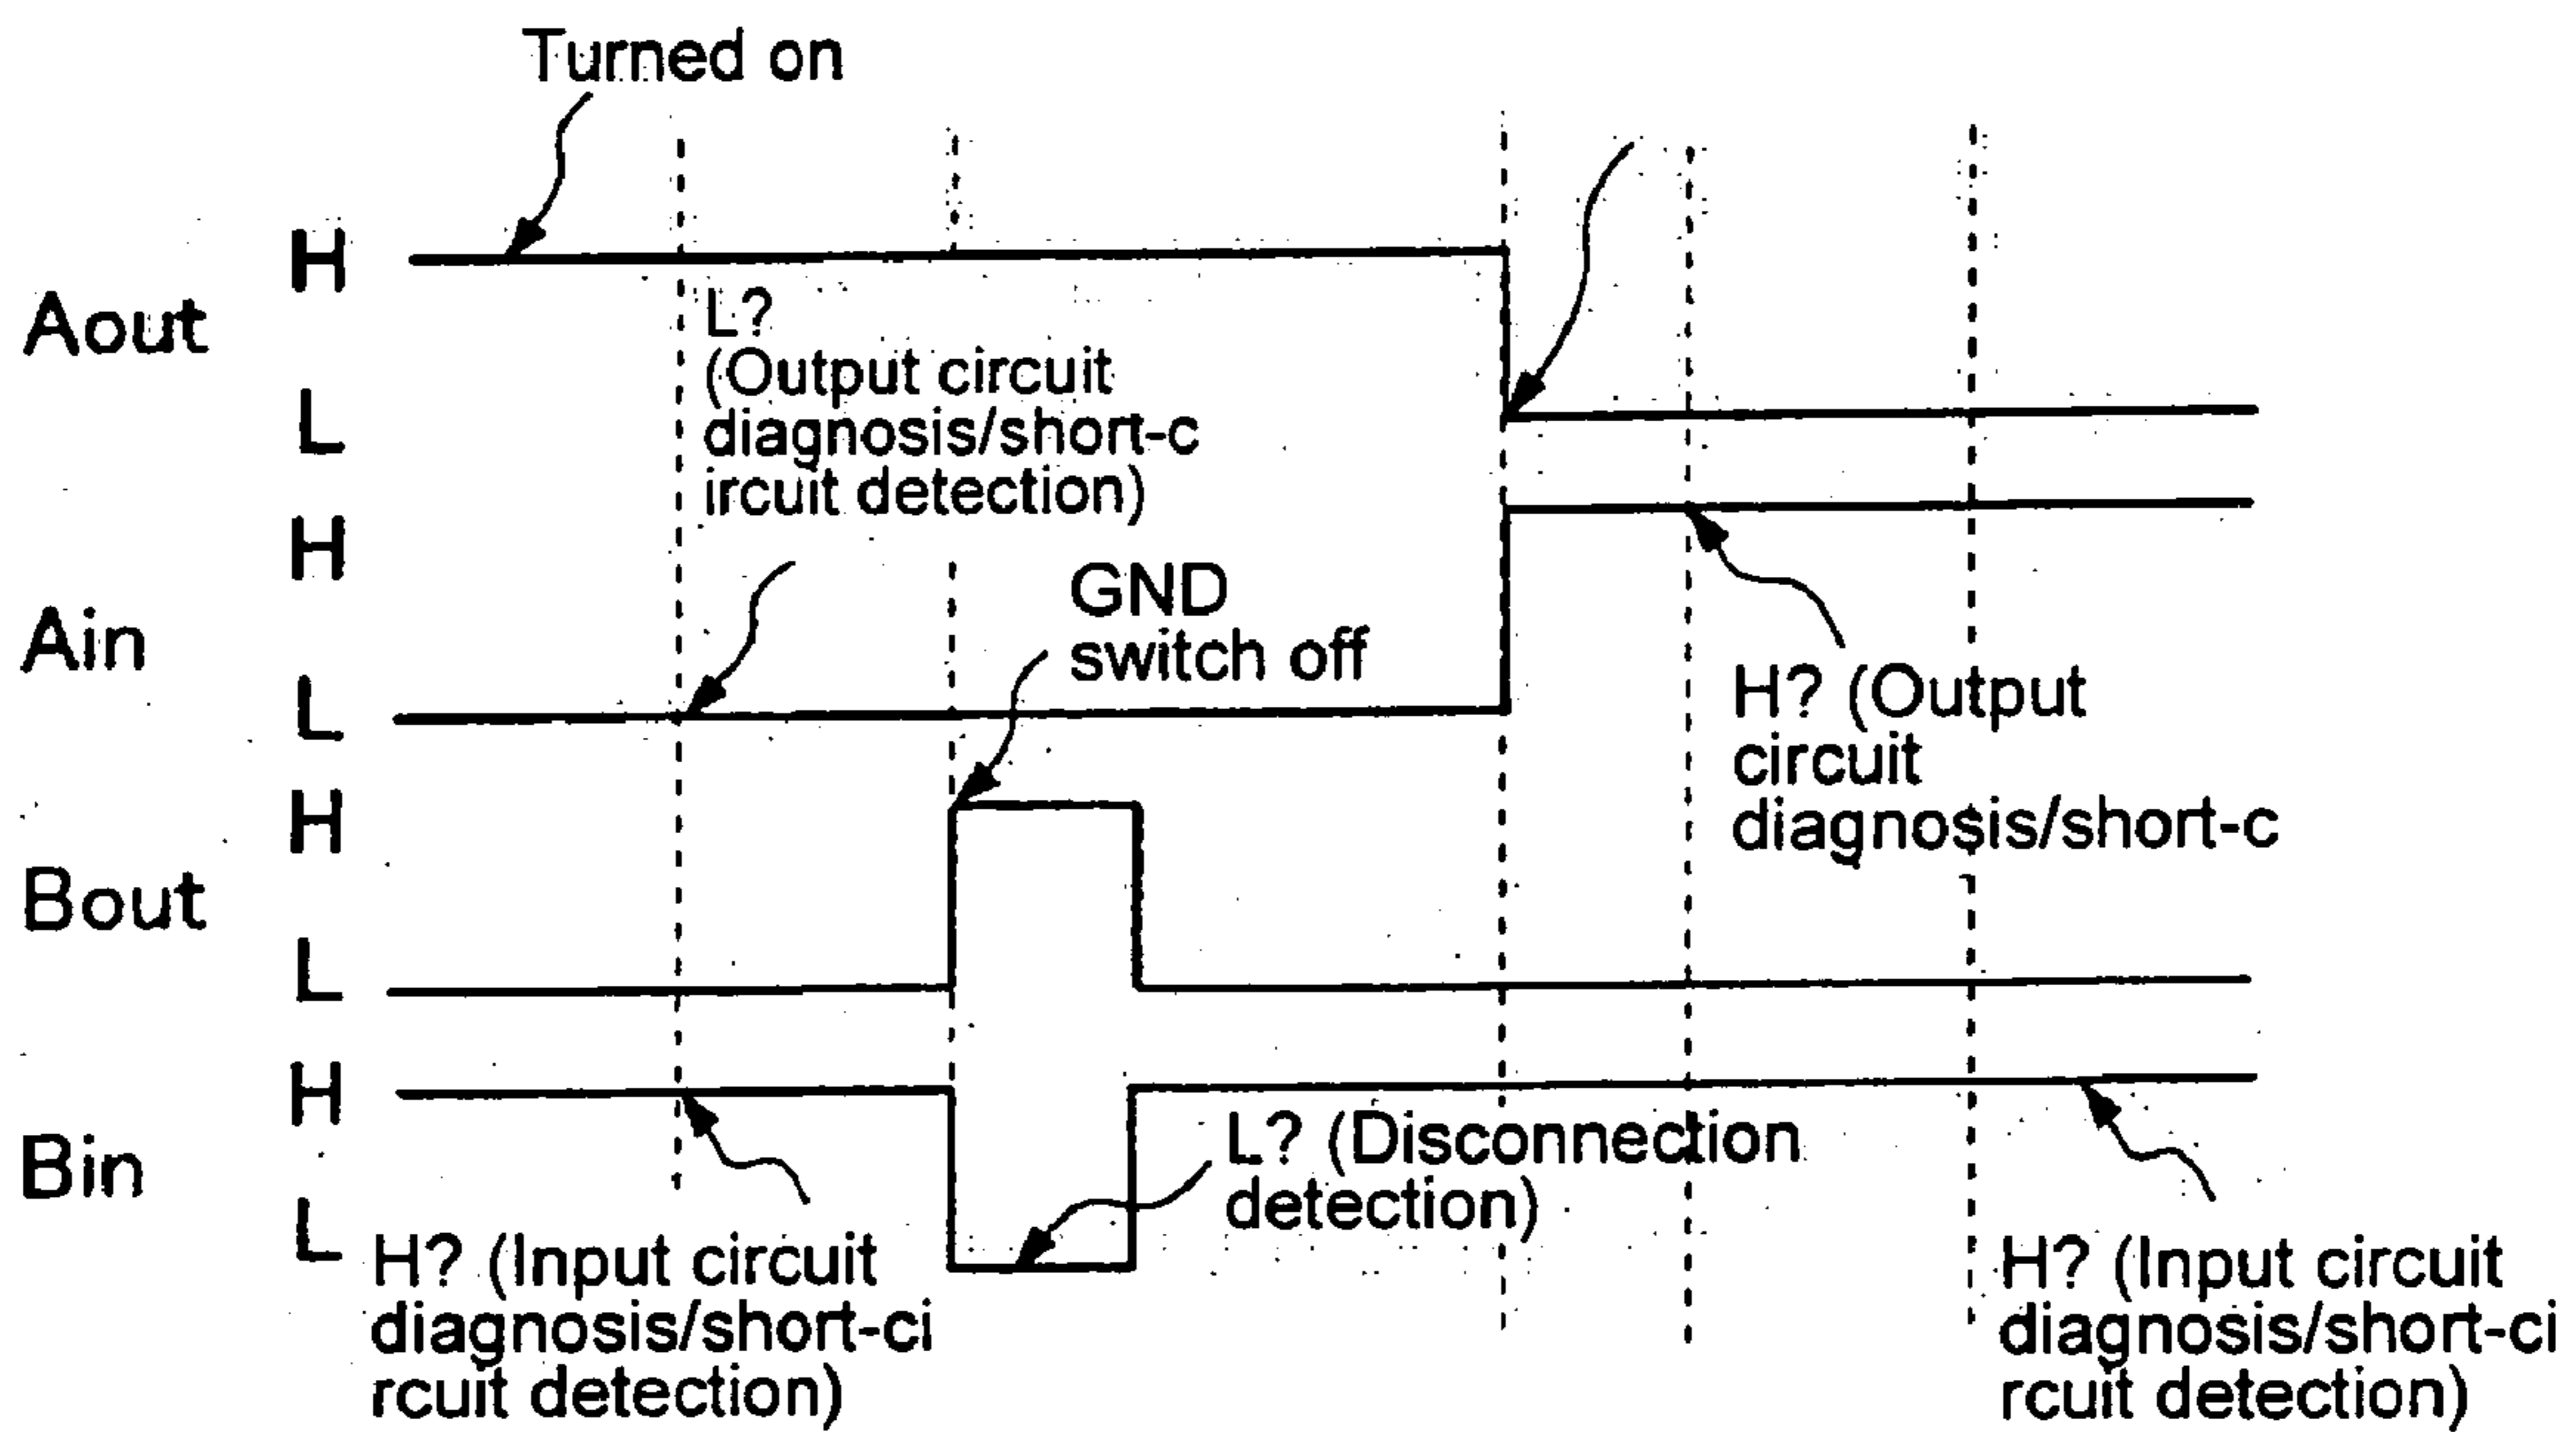 Turned on
H
Aout
L
L?
(Output circuit
diagnosis/short-c
ircuit detection)
H
Ain
L
GND
switch off
H? (Output
circuit
diagnosis/short-c
H
Bout
L
H
Bin
L
L? (Disconnection
detection)
H? (Input circuit
diagnosis/short-ci
rcuit detection)
H? (Input circuit
diagnosis/short-ci
rcuit detection)